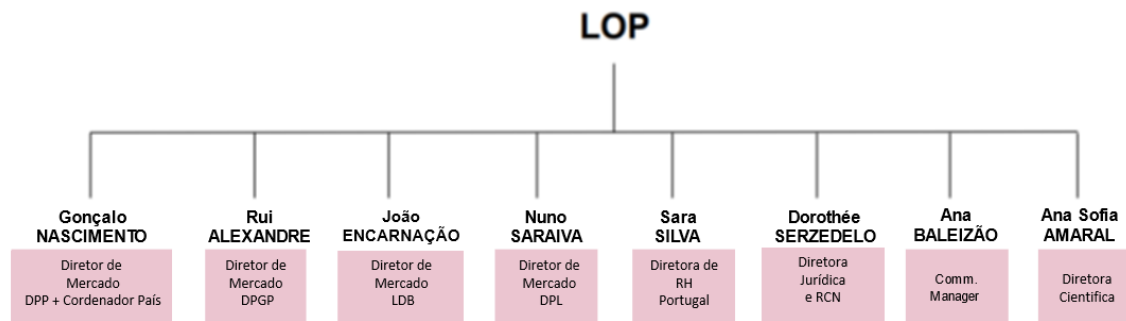 LOP
Gonçalo
NASCIMENTO
Diretor de
Mercado
DPP + Cordenador País
Rui
ALEXANDRE
Diretor de
Mercado
DPGP
João
ENCARNAÇÃO
Diretor de
Mercado
LDB
Nuno
SARAIVA
Diretor de
Mercado
DPL
Sara
SILVA
Diretora de
RH
Portugal
Dorothée
SERZEDELO
Diretora
Jurídica
e RCN
Ana
BALEIZÃO
Comm.
Manager
Ana Sofia
AMARAL
Diretora
Cientifica